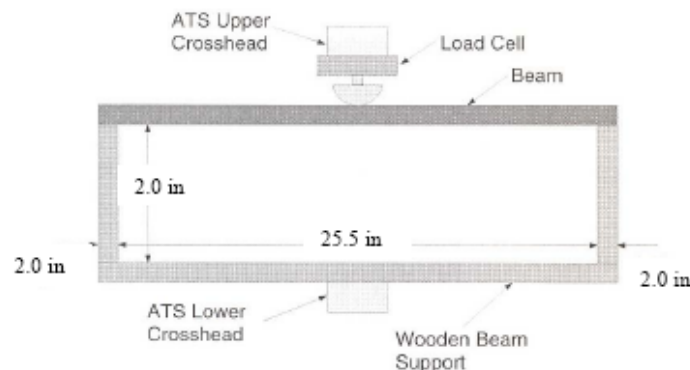 ATS Upper
Crosshead
Load Cell
Beam
2.0 in
25.5 in
2.0 in
2.0 in
ATS Lower
Crosshead
Wooden Beam
Support